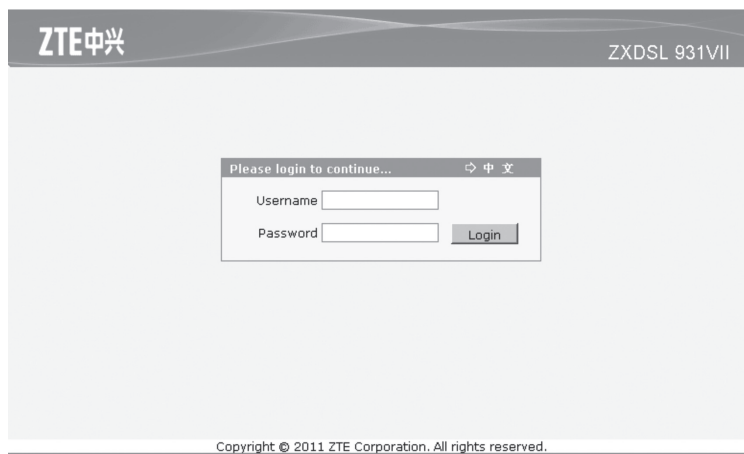 ZTE中兴
ZXDSL 931VII
Please login to continue... ⇨ 中 文
Username
Password Login
Copyright © 2011 ZTE Corporation. All rights reserved.